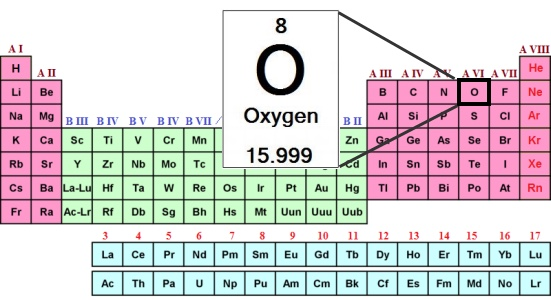 8
O
Oxygen
15.999
A I A VIII
H He
A II A III A IV A V A VI A VII
Li Be B C N O F Ne
Na Mg Al Si P S Cl Ar
B III B IV B V B VI B VII B II
K Ca Sc Ti V Cr Mn Zn Ga Ge As Se Br Kr
Rb Sr Y Zr Nb Mo Tc Cd In Sn Sb Te I Xe
Cs Ba La-Lu Hf Ta W Re Os Ir Pt Au Hg Tl Pb Bi Po At Rn
Fr Ra Ac-Lr Rf Db Sg Bh Hs Mt Uun Uuu Uub
3 4 5 6 7 8 9 10 11 12 13 14 15 16 17
La Ce Pr Nd Pm Sm Eu Gd Tb Dy Ho Er Tm Yb Lu
Ac Th Pa U Np Pu Am Cm Bk Cf Es Fm Md No Lr